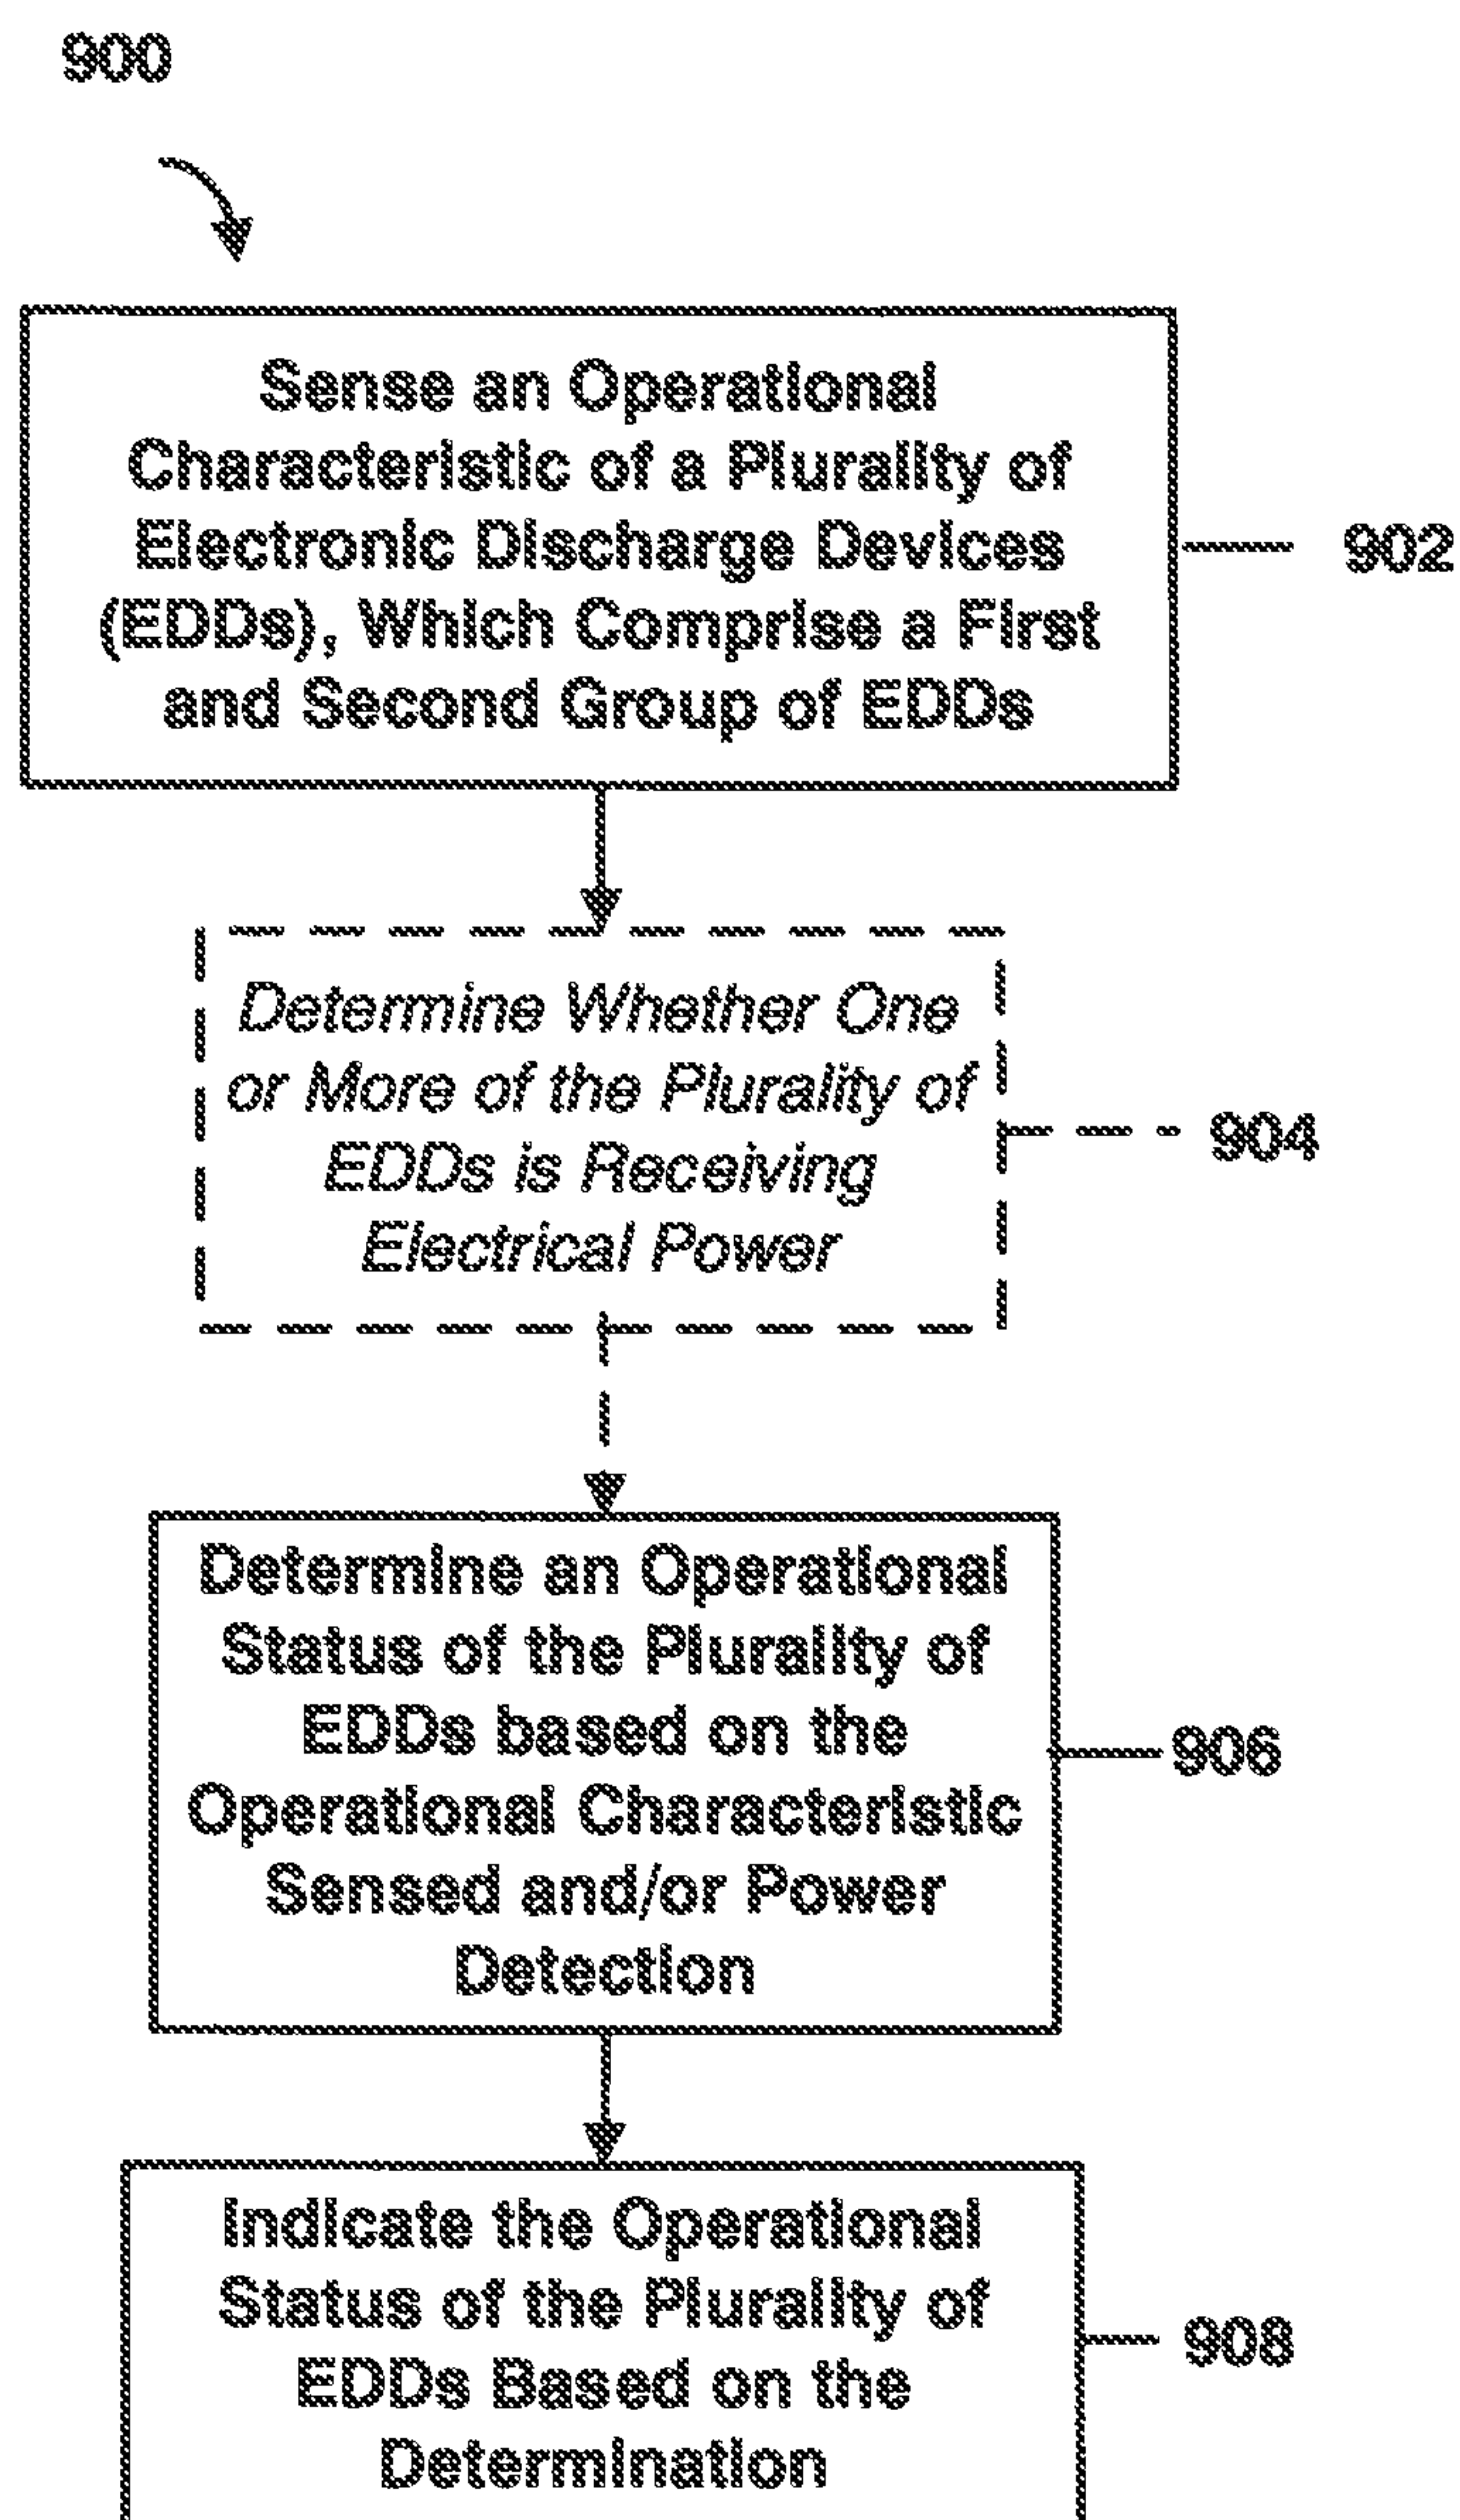 900
Sense an Operational
Characteristic of a Plurality of
Electronic Discharge Devices
(EDDs), Which Comprise a First
and Second Group of EDDs
902
Determine Whether One
or More of the Plurality of
EDDs is Receiving
Electrical Power
904
Determine an Operational
Status of the Plurality of
EDDs based on the
Operational Characteristic
Sensed and/or Power
Detection
906
Indicate the Operational
Status of the Plurality of
EDDs Based on the
Determination
908